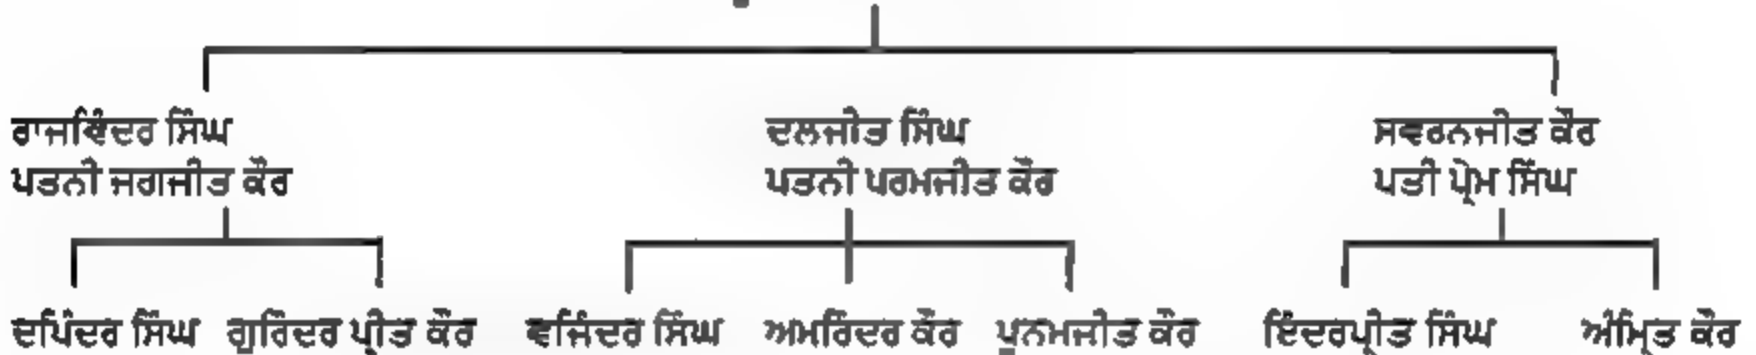 ਰਾਜਵਿੰਦਰ ਸਿੰਘ
ਪਤਨੀ ਜਗਜੀਤ ਕੌਰ
ਦਲਜੀਤ ਸਿੰਘ
ਪਤਨੀ ਪਰਮਜੀਤ ਕੌਰ
ਸਵਰਨਜੀਤ ਕੌਰ
ਪਤੀ ਪ੍ਰੇਮ ਸਿੰਘ
ਦਪਿੰਦਰ ਸਿੰਘ ਗੁਰਿੰਦਰ ਪ੍ਰੀਤ ਕੌਰ ਵਜਿੰਦਰ ਸਿੰਘ ਅਮਰਿੰਦਰ ਕੌਰ ਪੂਨਮਜੀਤ ਕੌਰ ਇੰਦਰਪ੍ਰੀਤ ਸਿੰਘ ਅੰਮ੍ਰਿਤ ਕੌਰ